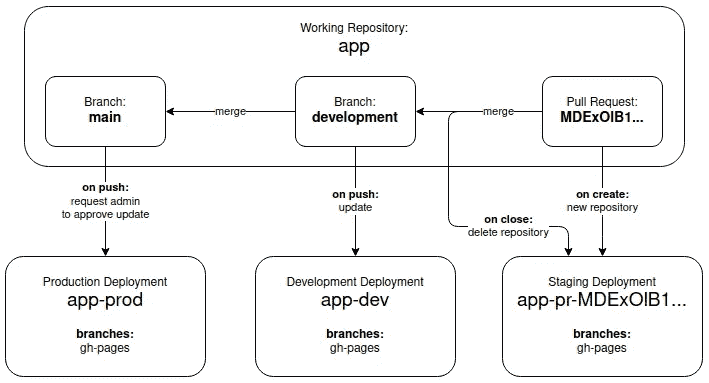 Working Repository:
app
Branch:
main
merge
Branch:
development
merge
Pull Request:
MDExOlB1...
on push:
request admin
to approve update
on push:
update
on close:
delete repository
on create:
new repository
Production Deployment
app-prod
branches:
gh-pages
Development Deployment
app-dev
branches:
gh-pages
Staging Deployment
app-pr-MDExOlB1...
branches:
gh-pages